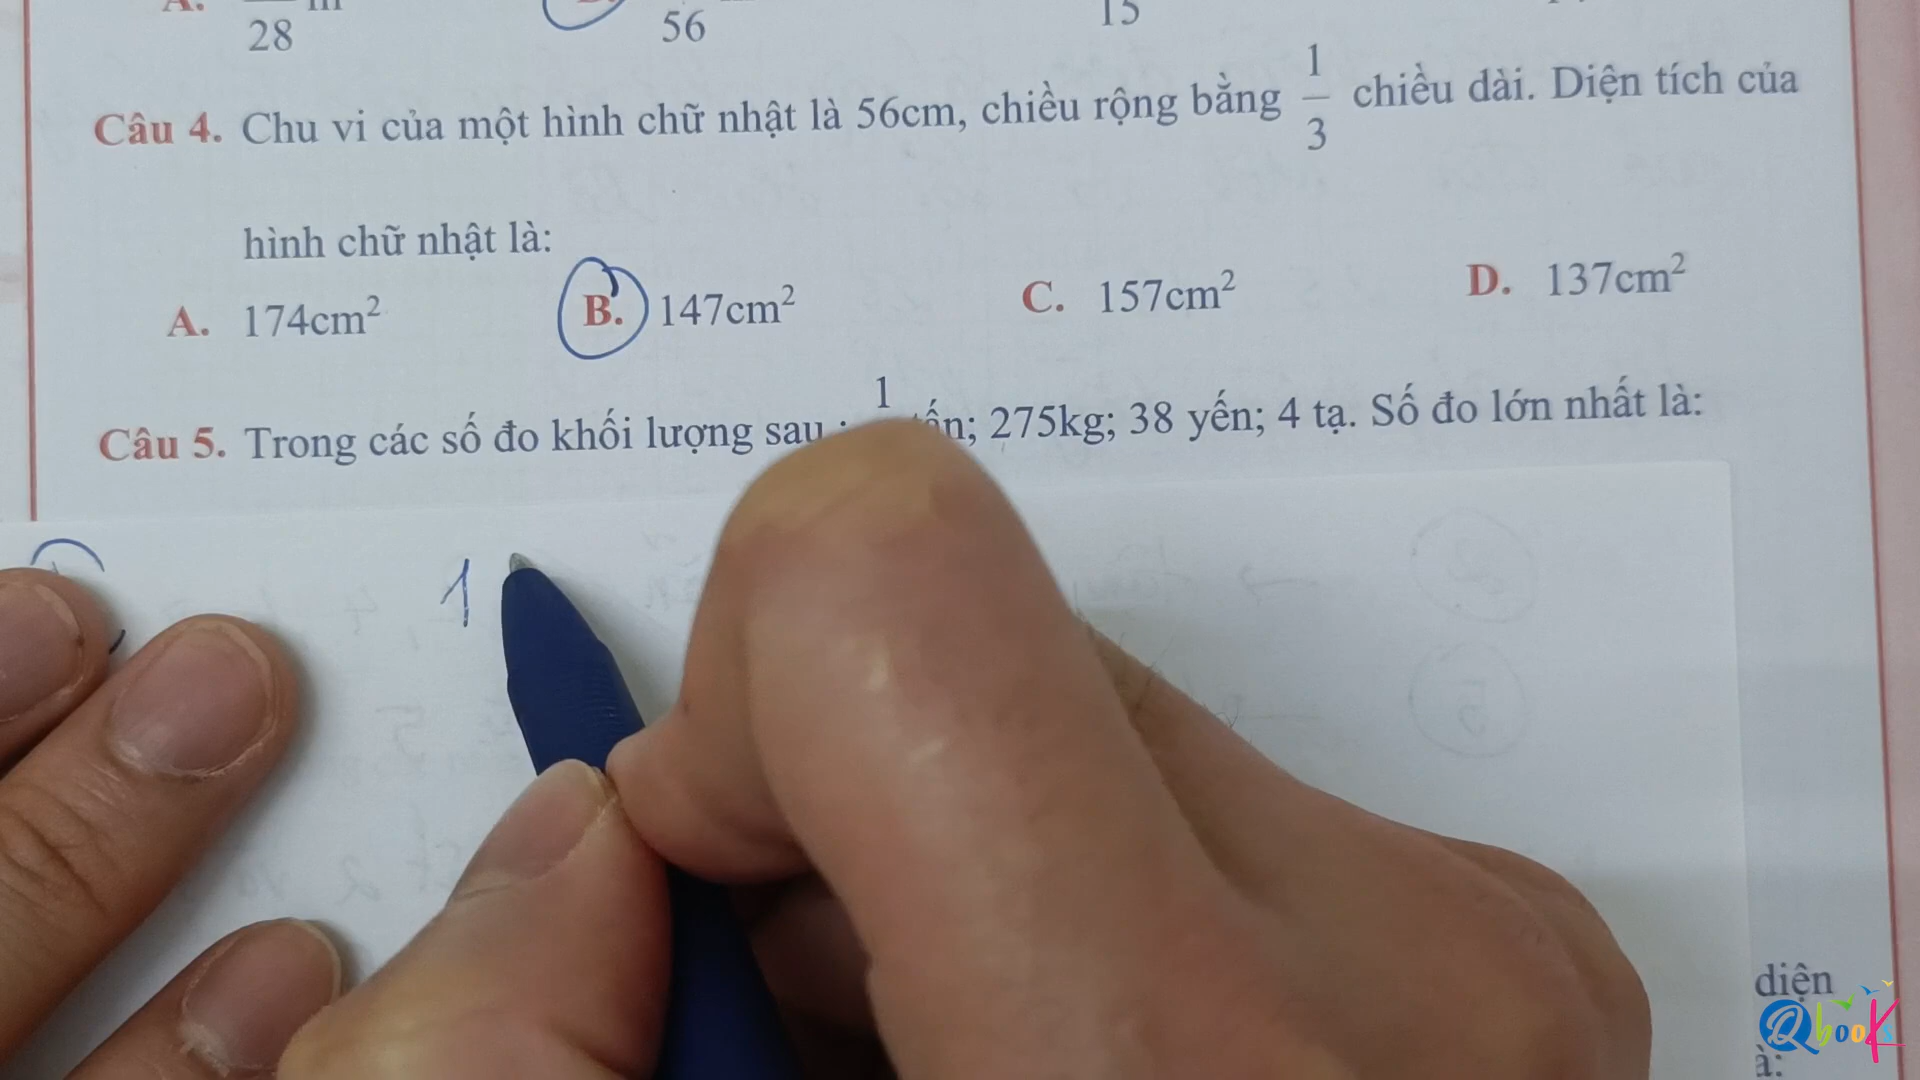 A. 28 m 56 15
Câu 4. Chu vi của một hình chữ nhật là 56cm, chiều rộng bằng 1/3 chiều dài. Diện tích của
hình chữ nhật là:
A. 174cm² B. 147cm² C. 157cm² D. 137cm²
Câu 5. Trong các số đo khối lượng sau : 1 tấn; 275kg; 38 yến; 4 tạ. Số đo lớn nhất là:
1
diện
Qbook
à: